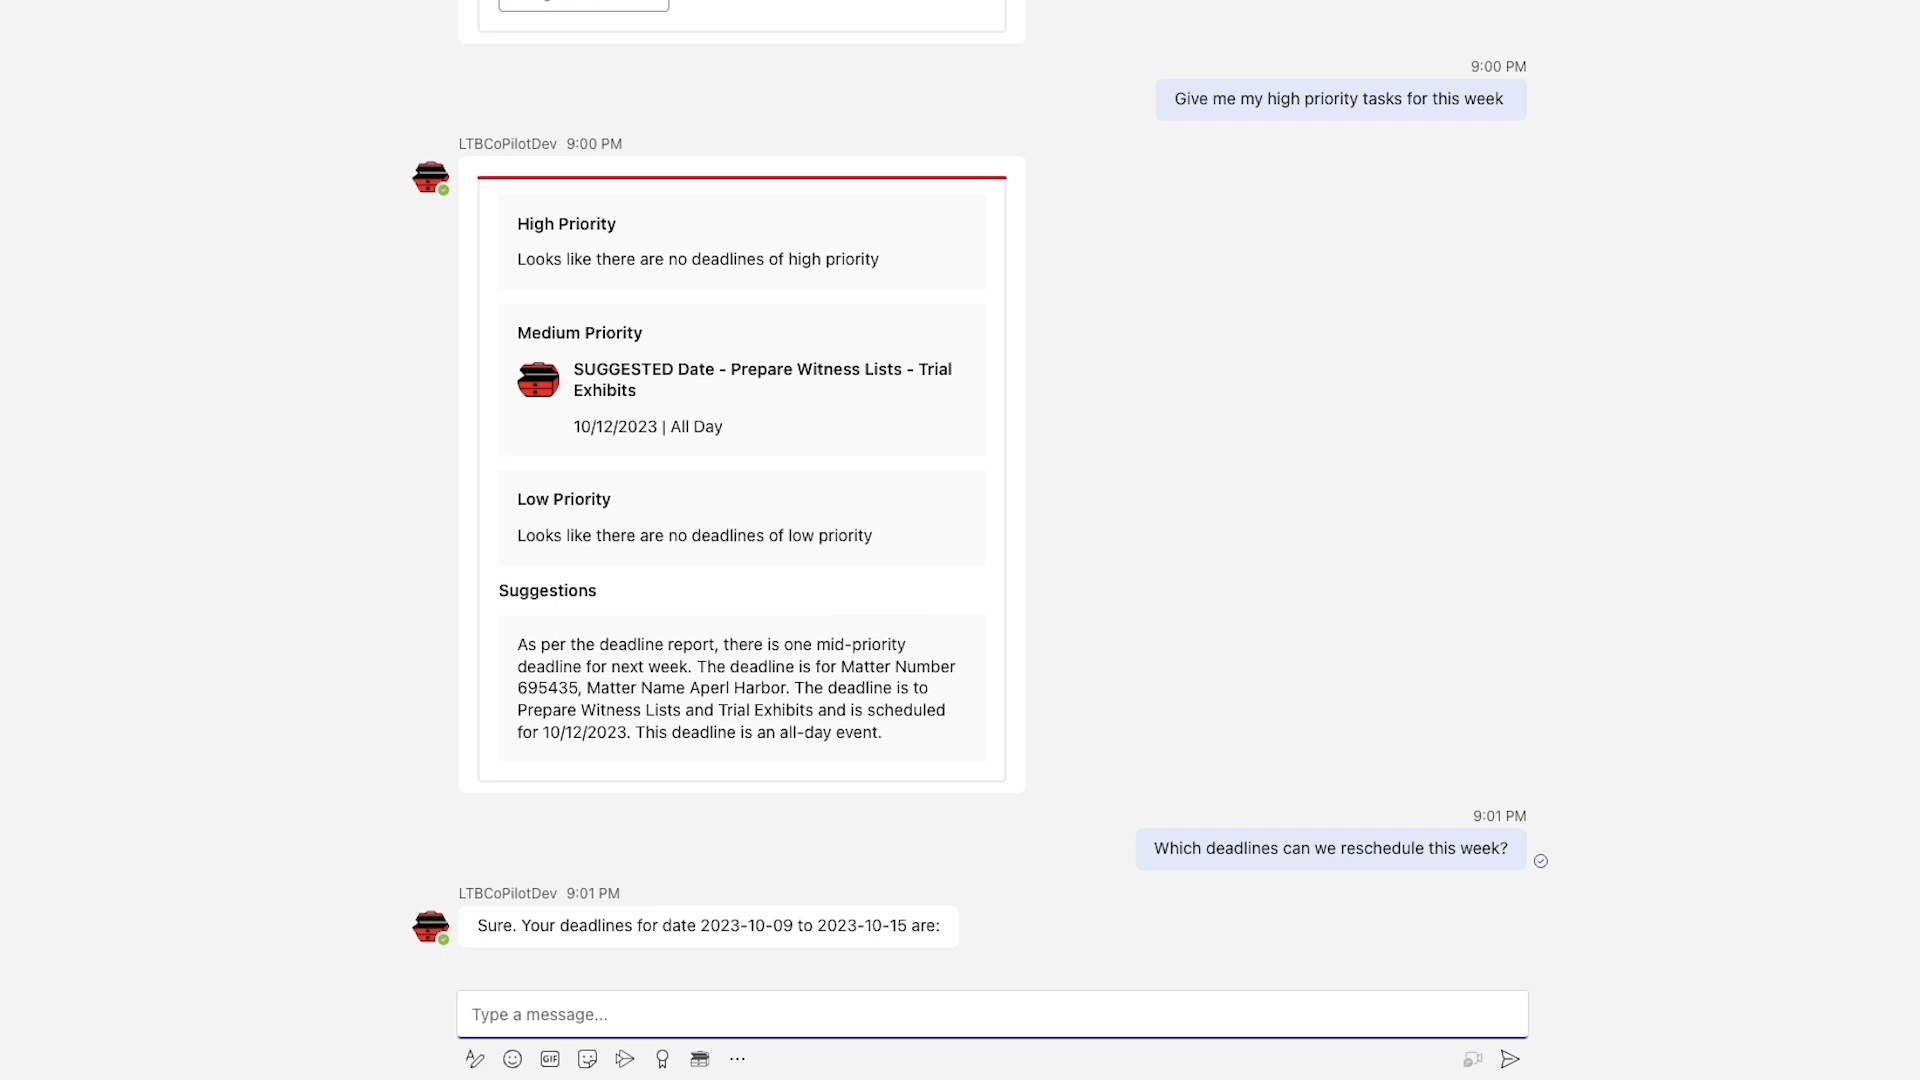 9:00 PM
Give me my high priority tasks for this week
LTBCoPilotDev 9:00 PM
High Priority
Looks like there are no deadlines of high priority
Medium Priority
SUGGESTED Date - Prepare Witness Lists - Trial
Exhibits
10/12/2023 | All Day
Low Priority
Looks like there are no deadlines of low priority
Suggestions
As per the deadline report, there is one mid-priority
deadline for next week. The deadline is for Matter Number
695435, Matter Name Aperl Harbor. The deadline is to
Prepare Witness Lists and Trial Exhibits and is scheduled
for 10/12/2023. This deadline is an all-day event.
9:01 PM
Which deadlines can we reschedule this week?
LTBCoPilotDev 9:01 PM
Sure. Your deadlines for date 2023-10-09 to 2023-10-15 are:
Type a message...
GIF